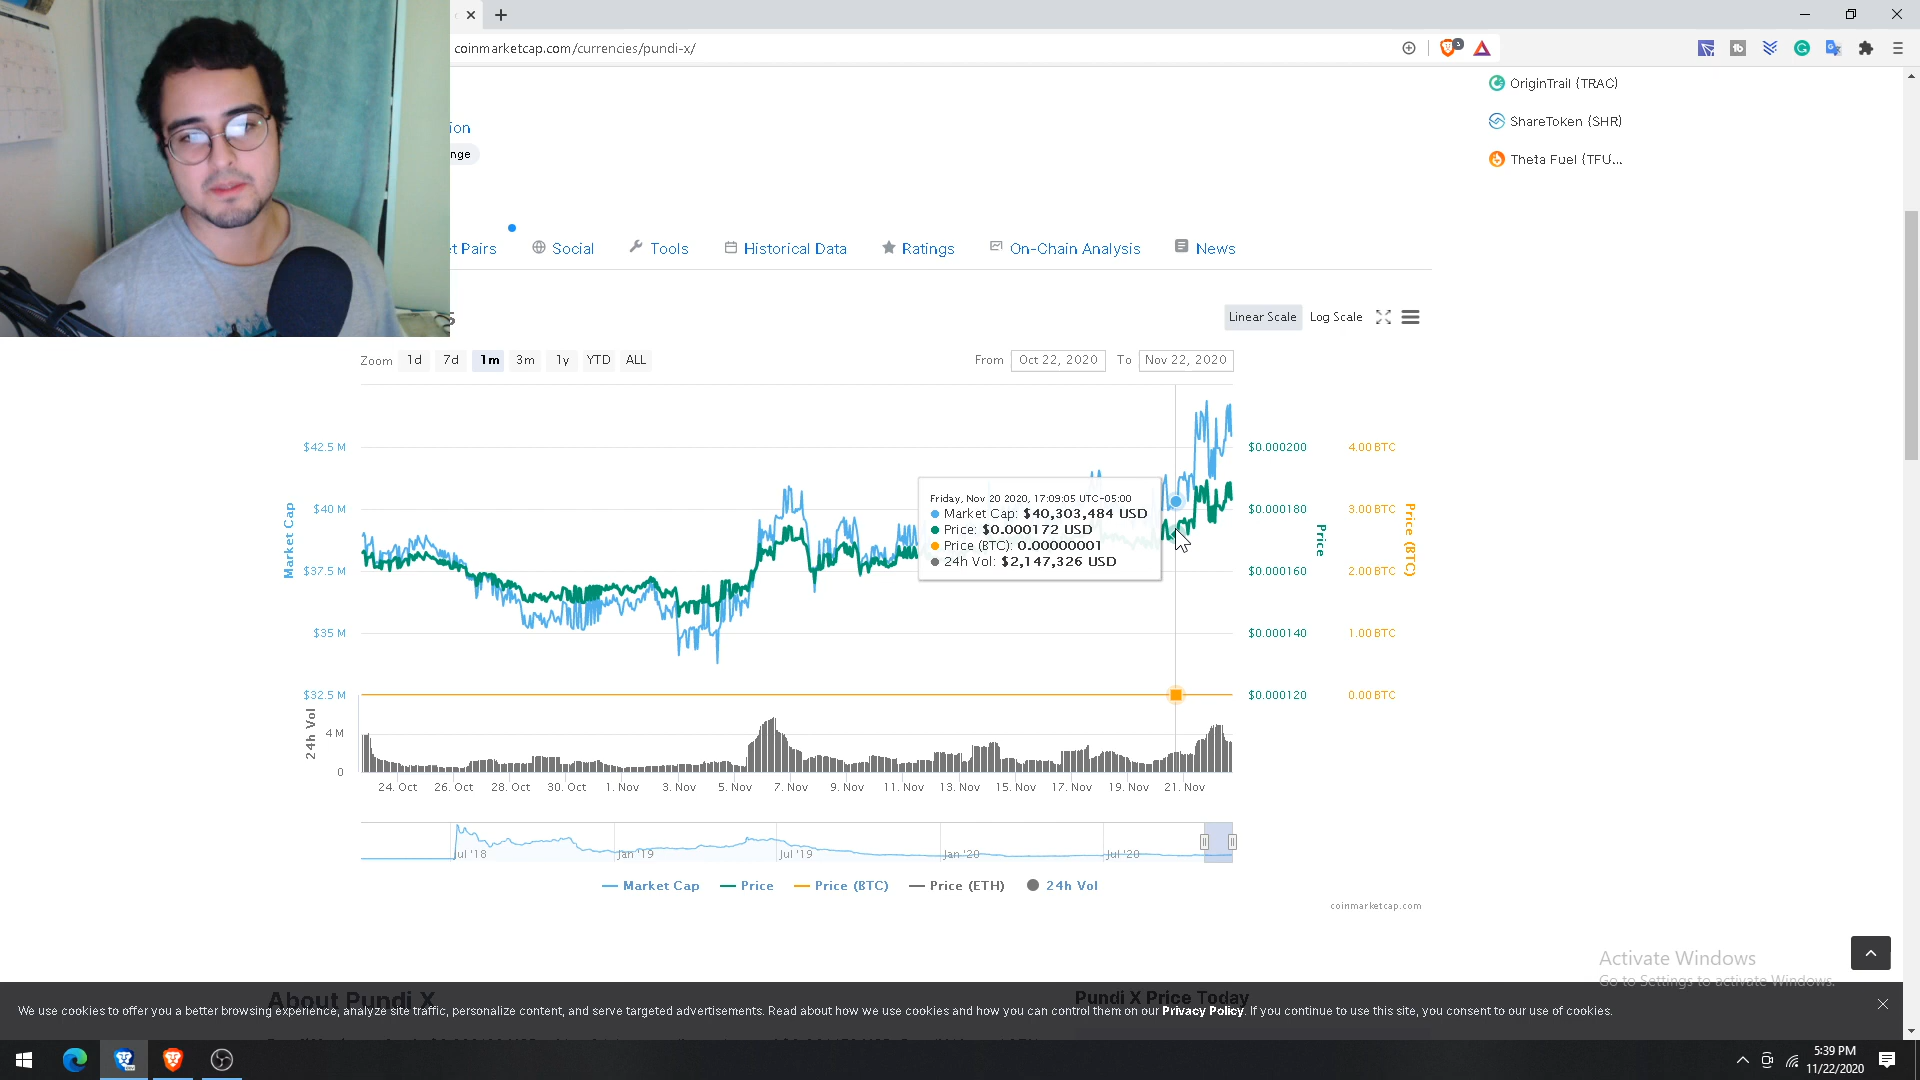 coinmarketcap.com/currencies/pundi-x/
3
OriginTrail (TRAC)
ShareToken (SHR)
Theta Fuel (TFU...
ion
nge
et Pairs
Social
Tools
Historical Data
Ratings
On-Chain Analysis
News
Linear Scale
Log Scale
Zoom 1d 7d 1m 3m 1y YTD ALL
From Oct 22, 2020 To Nov 22, 2020
$42.5 M
$40 M
$37.5 M
$35 M
$32.5 M
Market Cap
Friday, Nov 20 2020, 17:09:05 UTC-05:00
Market Cap: $40,303,484 USD
Price: $0.000172 USD
Price (BTC): 0.00000001
24h Vol: $2,147,326 USD
$0.000200
$0.000180
$0.000160
$0.000140
$0.000120
Price
4.00 BTC
3.00 BTC
2.00 BTC
1.00 BTC
0.00 BTC
Price (BTC)
24h Vol
4 M
0
24. Oct 26. Oct 28. Oct 30. Oct 1. Nov 3. Nov 5. Nov 7. Nov 9. Nov 11. Nov 13. Nov 15. Nov 17. Nov 19. Nov 21. Nov
Jul '18 Jan '19 Jul '19 Jan '20 Jul '20
Market Cap Price Price (BTC) Price (ETH) 24h Vol
coinmarketcap.com
Activate Windows
Go to Settings to activate Windows.
About Pundi X
Pundi X Price Today
We use cookies to offer you a better browsing experience, analyze site traffic, personalize content, and serve targeted advertisements. Read about how we use cookies and how you can control them on our Privacy Policy. If you continue to use this site, you consent to our use of cookies.
5:39 PM
11/22/2020